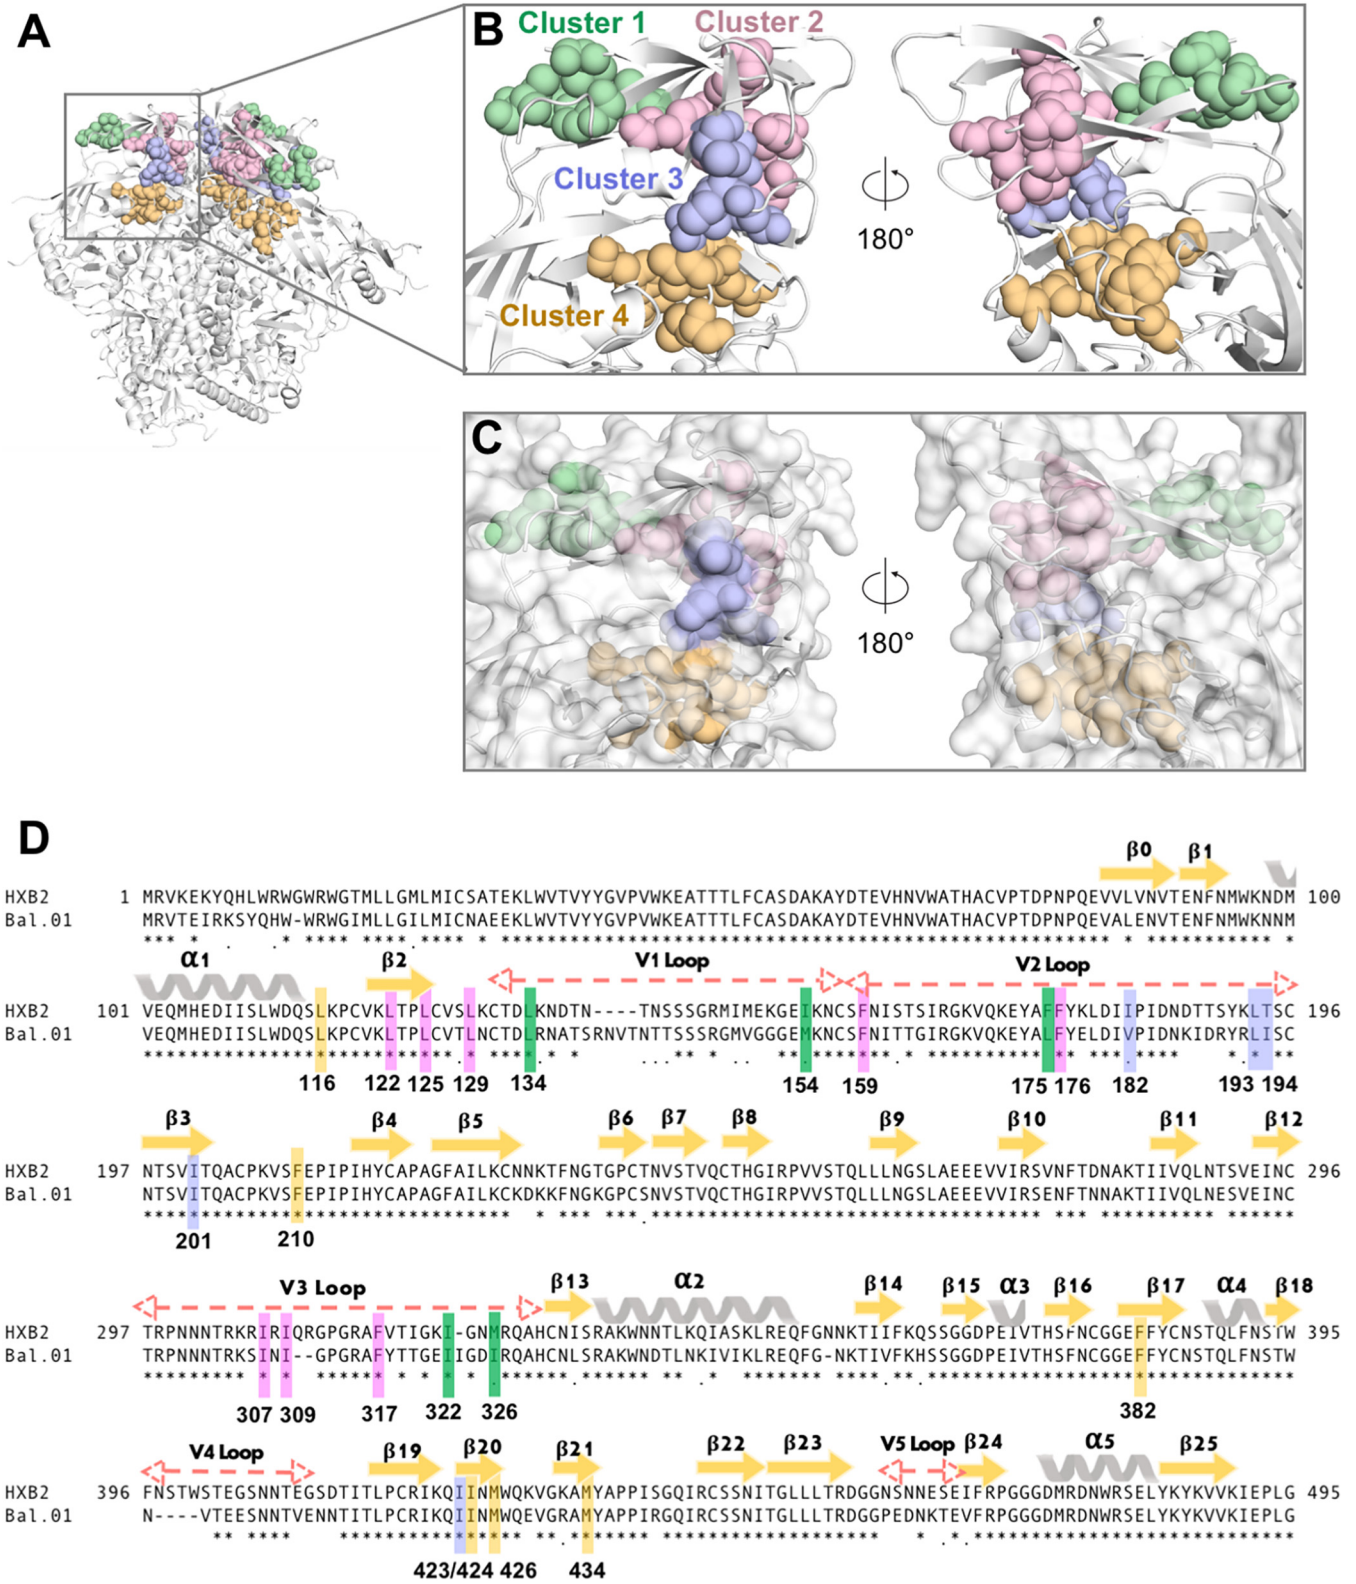 A
B
Cluster 1
Cluster 2
Cluster 3
Cluster 4
180°
C
180°
D
β0 β1
HXB2 1 MRVKEKYQHLWRWGWRWGTMLLGMLMICSATEKLWVTVYYGVPVWKEATTTLFCASDAKAYDTEVHNVWATHACVPTDPNPQEVVLVNVTENFNMWKNDM 100
Bal.01 MRVTEIRKSYQHW-WRWGIMLLGILMICNAEEKLWVTVYYGVPVWKEATTTLFCASDAKAYDTEVHNVWATHACVPTDPNPQEVALENVTENFNMWKNNM
α1 β2 V1 Loop V2 Loop
HXB2 101 VEQMHEDIISLWDQSLKPCVKLTPLCVSLKCTDLKNDTN----TNSSSGRMIMEKGEIKNCSFNISTSIRGKVQKEYAFFYKLDIIPIDNDTTSYKLTSC 196
Bal.01 VEQMHEDIISLWDQSLKPCVKLTPLCVTLNCTDLRNATSRNVTNTTSSSRGMVGGGEMKNCSFNITTGIRGKVQKEYALFYELDIVPIDNKIDRYRLISC
116 122 125 129 134 154 159 175 176 182 193 194
β3 β4 β5 β6 β7 β8 β9 β10 β11 β12
HXB2 197 NTSVITQACPKVSFEPIPIHYCAPAGFAILKCNNKTFNGTGPCTNVSTVQCTHGIRPVVSTQLLLNGSLAEEEVVIRSVNFTDNAKTIIVQLNTSVEINC 296
Bal.01 NTSVITQACPKVSFEPIPIHYCAPAGFAILKCKDKKFNGKGPCSNVSTVQCTHGIRPVVSTQLLLNGSLAEEEVVIRSENFTNNAKTIIVQLNESVEINC
201 210
V3 Loop β13 α2 β14 β15 α3 β16 β17 α4 β18
HXB2 297 TRPNNNTRKRIRIQRGPGRAFVTIGKI-GNMRQAHCNISRAKWNNTLKQIASKLREQFGNNKTIIFKQSSGGDPEIVTHSFNCGGEFFYCNSTQLFNSTW 395
Bal.01 TRPNNNTRKSINI--GPGRAFYTTGEIIGDIRQAHCNLSRAKWNDTLNKIVIKLREQFG-NKTIVFKHSSGGDPEIVTHSFNCGGEFFYCNSTQLFNSTW
307 309 317 322 326 382
V4 Loop β19 β20 β21 β22 β23 V5 Loop β24 α5 β25
HXB2 396 FNSTWSTEGSNNTEGSDTITLPCRIKQIINMWQKVGKAMYAPPISGQIRCSSNITGLLLTRDGGNSNNESEIFRPGGGDMRDNWRSELYKYKVVKIEPLG 495
Bal.01 N----VTEESNNTVENNTITLPCRIKQIINMWQEVGRAMYAPPIRGQIRCSSNITGLLLTRDGGPEDNKTEVFRPGGGDMRDNWRSELYKYKVVKIEPLG
423/424 426 434